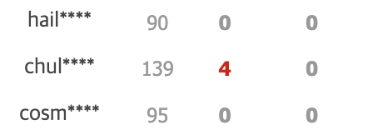 hail**** 90 0 0
chul**** 139 4 0
cosm**** 95 0 0